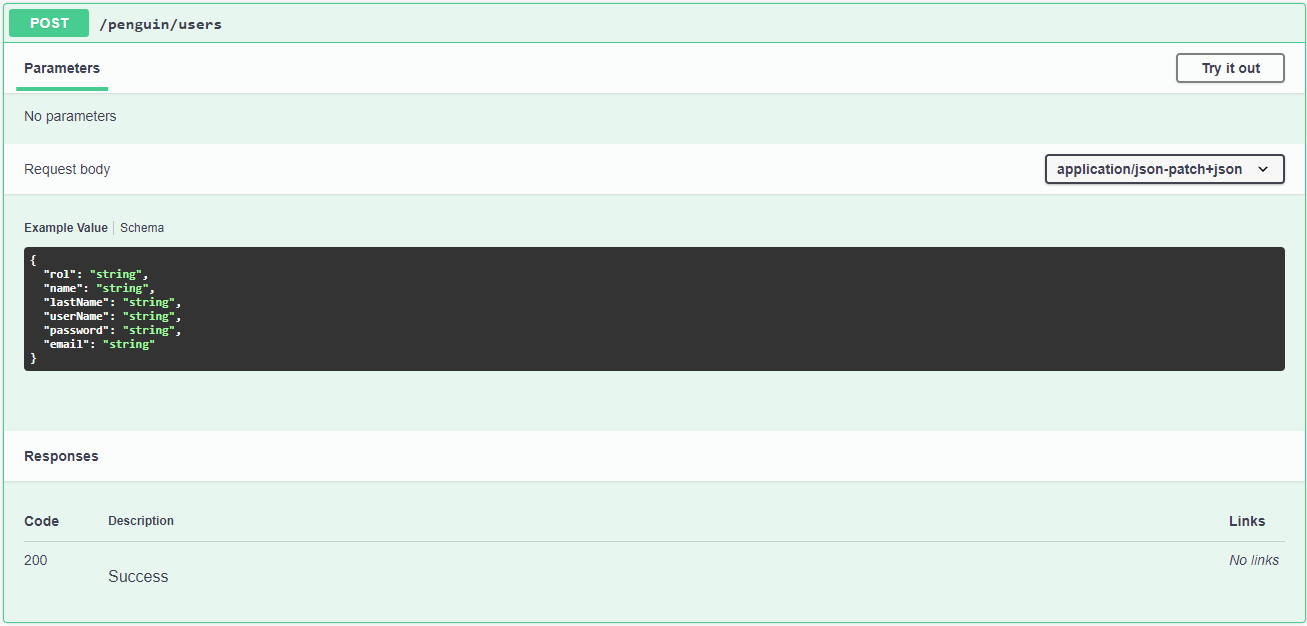 POST /penguin/users
Parameters Try it out
No parameters
Request body application/json-patch+json
Example Value Schema
{
  "rol": "string",
  "name": "string",
  "lastName": "string",
  "userName": "string",
  "password": "string",
  "email": "string"
}
Responses
Code Description Links
200 Success No links